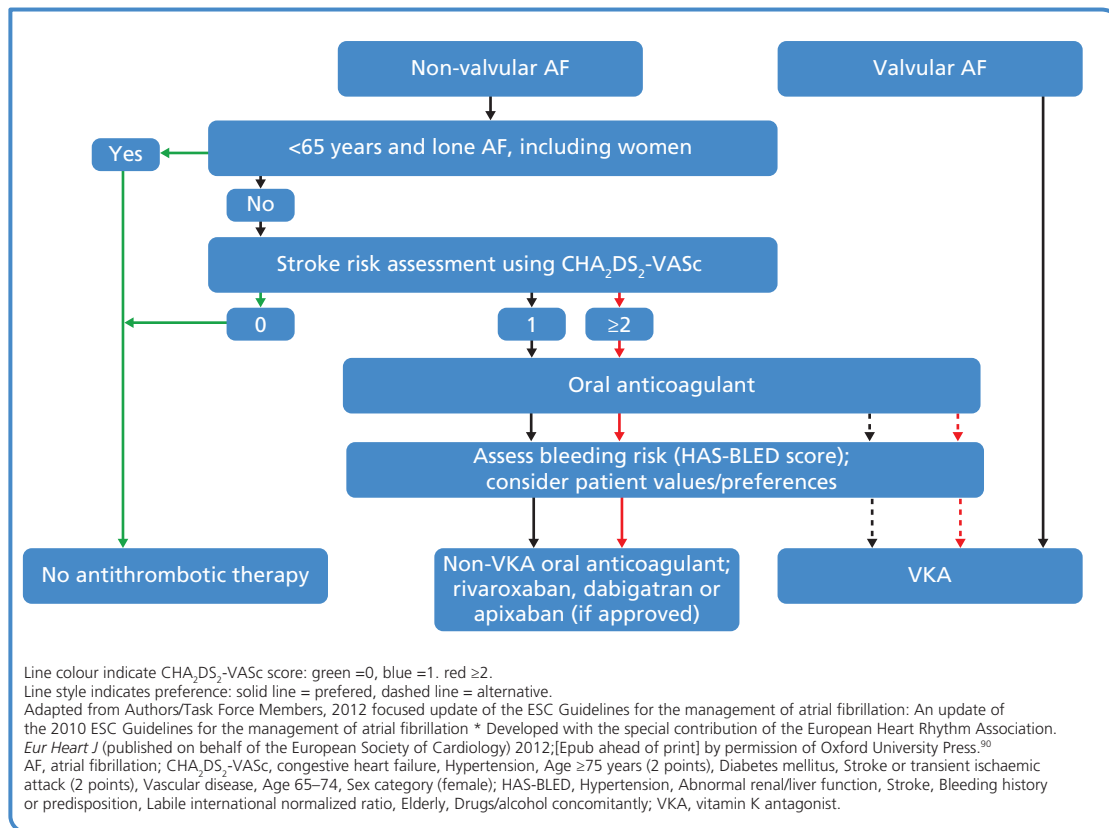 Non-valvular AF
Valvular AF
<65 years and lone AF, including women
Yes
No
Stroke risk assessment using CHA₂DS₂-VASc
0
1
≥2
Oral anticoagulant
Assess bleeding risk (HAS-BLED score);
consider patient values/preferences
No antithrombotic therapy
Non-VKA oral anticoagulant;
rivaroxaban, dabigatran or
apixaban (if approved)
VKA
Line colour indicate CHA₂DS₂-VASc score: green =0, blue =1. red ≥2.
Line style indicates preference: solid line = prefered, dashed line = alternative.
Adapted from Authors/Task Force Members, 2012 focused update of the ESC Guidelines for the management of atrial fibrillation: An update of
the 2010 ESC Guidelines for the management of atrial fibrillation * Developed with the special contribution of the European Heart Rhythm Association.
Eur Heart J (published on behalf of the European Society of Cardiology) 2012;[Epub ahead of print] by permission of Oxford University Press.⁹⁰
AF, atrial fibrillation; CHA₂DS₂-VASc, congestive heart failure, Hypertension, Age ≥75 years (2 points), Diabetes mellitus, Stroke or transient ischaemic
attack (2 points), Vascular disease, Age 65–74, Sex category (female); HAS-BLED, Hypertension, Abnormal renal/liver function, Stroke, Bleeding history
or predisposition, Labile international normalized ratio, Elderly, Drugs/alcohol concomitantly; VKA, vitamin K antagonist.